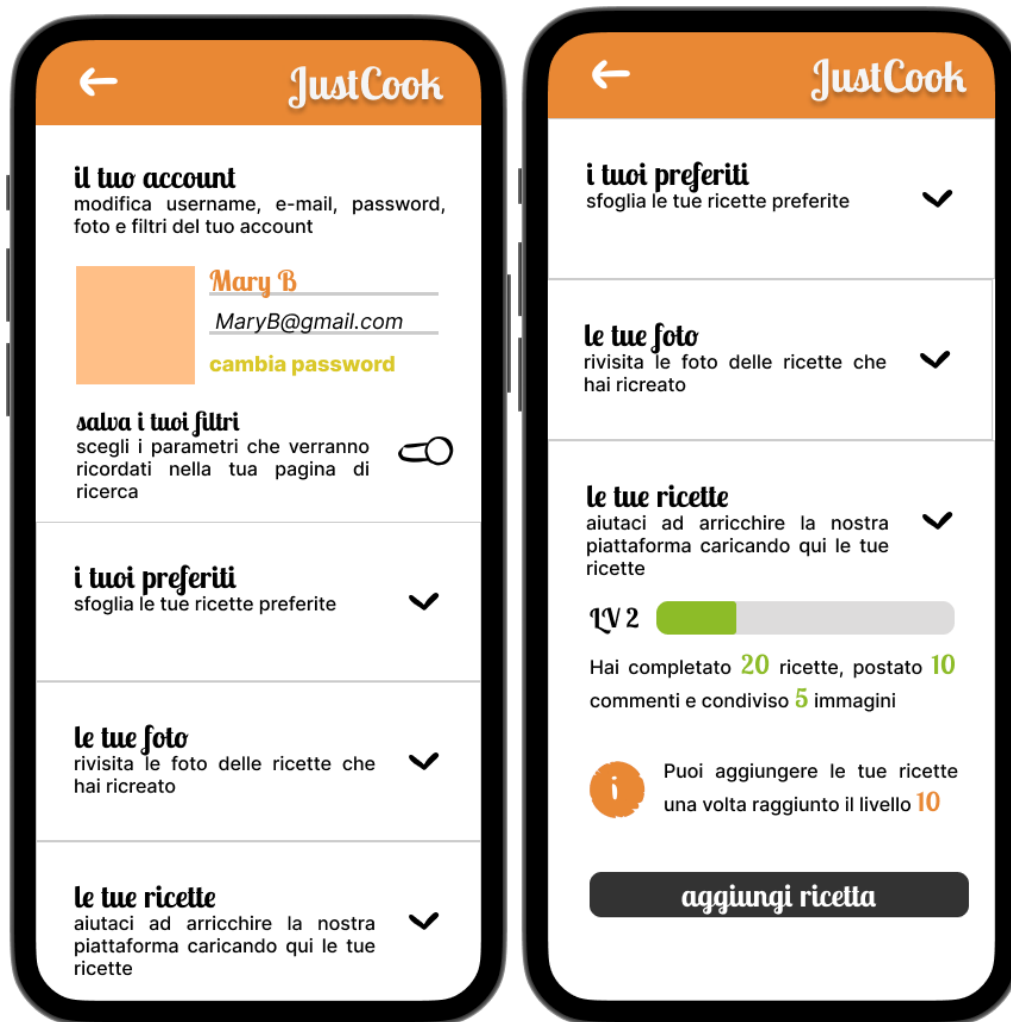 JustCook
il tuo account
modifica username, e-mail, password,
foto e filtri del tuo account
Mary B
MaryB@gmail.com
cambia password
salva i tuoi filtri
scegli i parametri che verranno
ricordati nella tua pagina di
ricerca
i tuoi preferiti
sfoglia le tue ricette preferite
le tue foto
rivisita le foto delle ricette che
hai ricreato
le tue ricette
aiutaci ad arricchire la nostra
piattaforma caricando qui le tue
ricette
JustCook
i tuoi preferiti
sfoglia le tue ricette preferite
le tue foto
rivisita le foto delle ricette che
hai ricreato
le tue ricette
aiutaci ad arricchire la nostra
piattaforma caricando qui le tue
ricette
LV 2
Hai completato 20 ricette, postato 10
commenti e condiviso 5 immagini
i
Puoi aggiungere le tue ricette
una volta raggiunto il livello 10
aggiungi ricetta